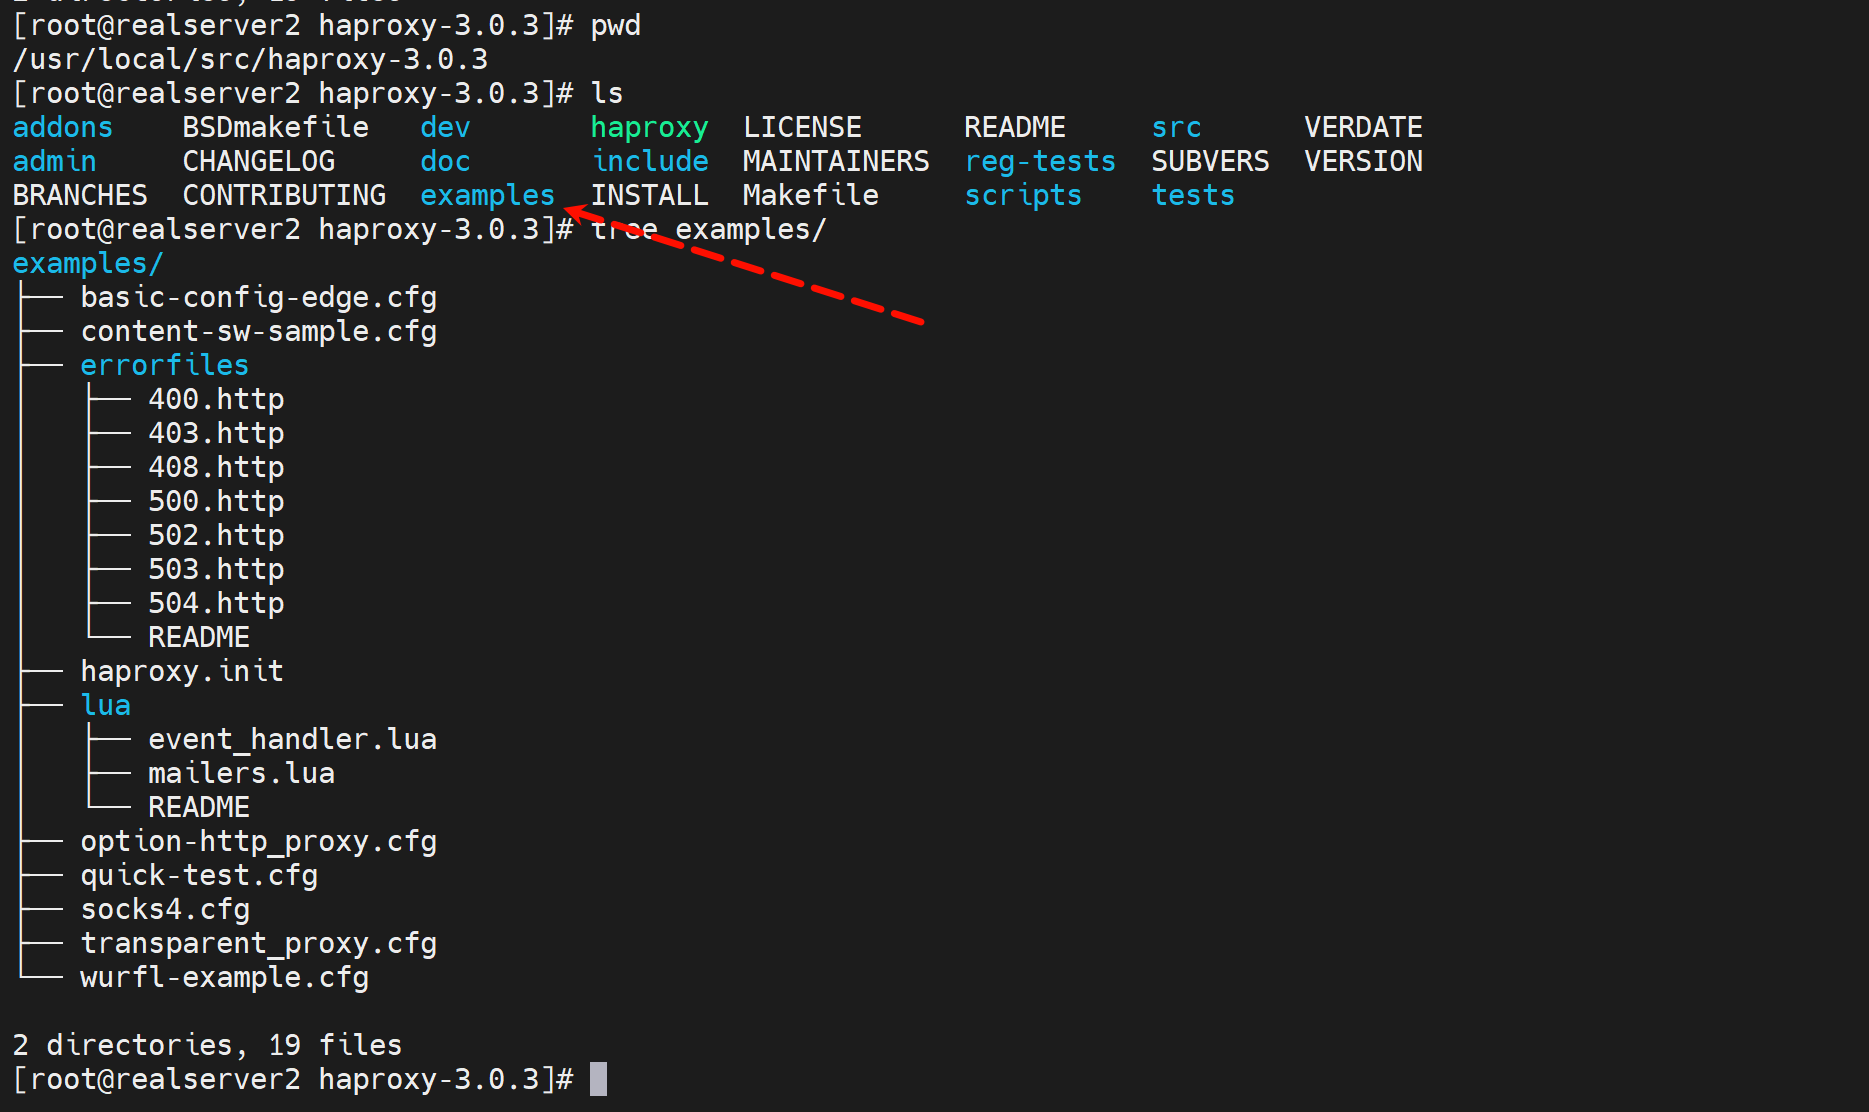 2 directories, 19 files
[root@realserver2 haproxy-3.0.3]# pwd
/usr/local/src/haproxy-3.0.3
[root@realserver2 haproxy-3.0.3]# ls
addons    BSDmakefile   dev       haproxy  LICENSE      README     src      VERDATE
admin     CHANGELOG     doc       include  MAINTAINERS  reg-tests  SUBVERS  VERSION
BRANCHES  CONTRIBUTING  examples  INSTALL  Makefile     scripts    tests
[root@realserver2 haproxy-3.0.3]# tree examples/
examples/
├── basic-config-edge.cfg
├── content-sw-sample.cfg
├── errorfiles
│   ├── 400.http
│   ├── 403.http
│   ├── 408.http
│   ├── 500.http
│   ├── 502.http
│   ├── 503.http
│   ├── 504.http
│   └── README
├── haproxy.init
├── lua
│   ├── event_handler.lua
│   ├── mailers.lua
│   └── README
├── option-http_proxy.cfg
├── quick-test.cfg
├── socks4.cfg
├── transparent_proxy.cfg
└── wurfl-example.cfg

2 directories, 19 files
[root@realserver2 haproxy-3.0.3]#